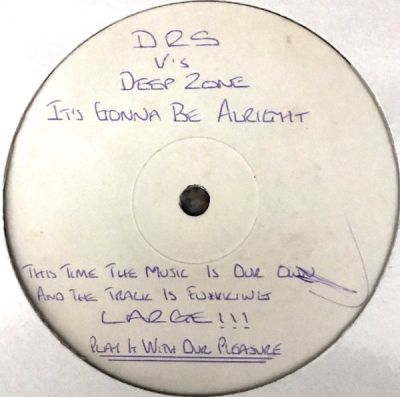 DRS
V's
DEEP ZONE
IT'S GONNA BE ALRIGHT
THIS TIME THE MUSIC IS OUR OWN
AND THE TRACK IS FUXKKING
LARGE!!!
PLAY IT WITH OUR PLEASURE